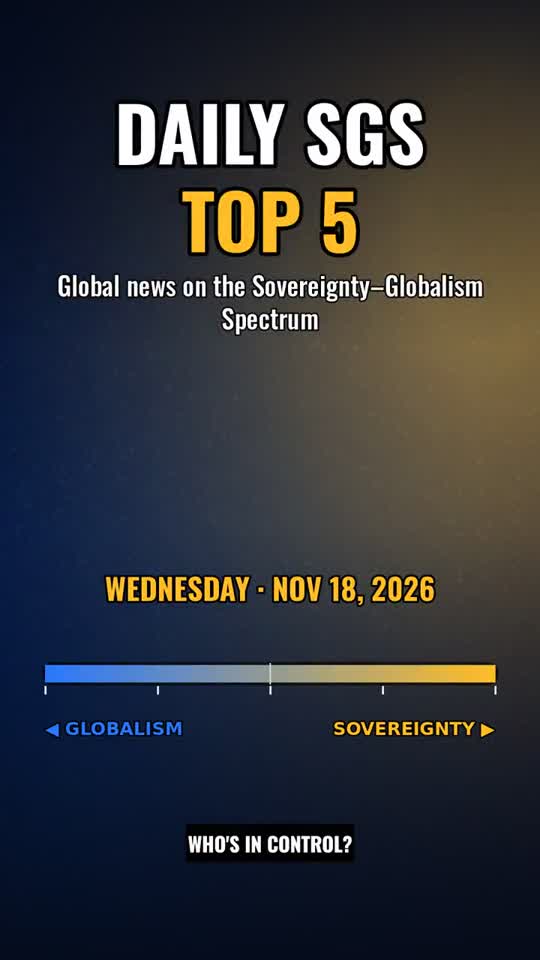 DAILY SGS
TOP 5
Global news on the Sovereignty–Globalism
Spectrum
WEDNESDAY · NOV 18, 2026
◀ GLOBALISM
SOVEREIGNTY ▶
WHO'S IN CONTROL?